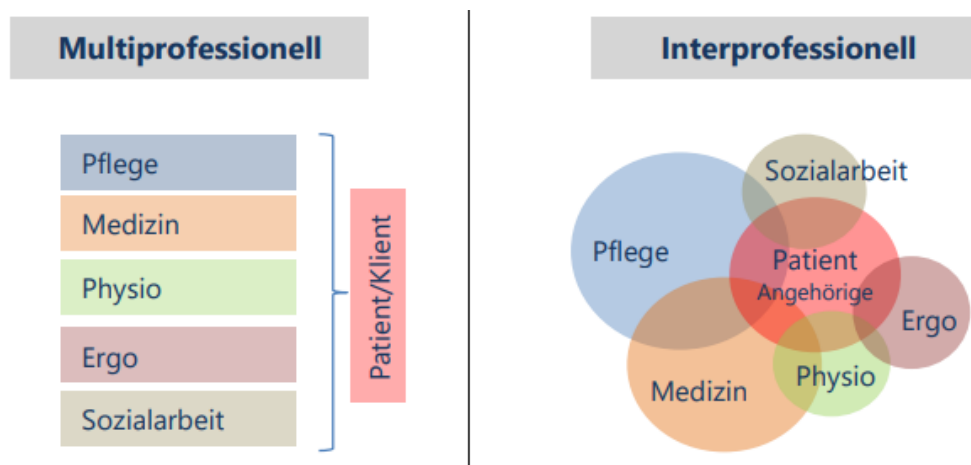 Multiprofessionell
Pflege
Medizin
Physio
Ergo
Sozialarbeit
Patient/Klient
Interprofessionell
Sozialarbeit
Pflege
Patient
Angehörige
Ergo
Medizin
Physio